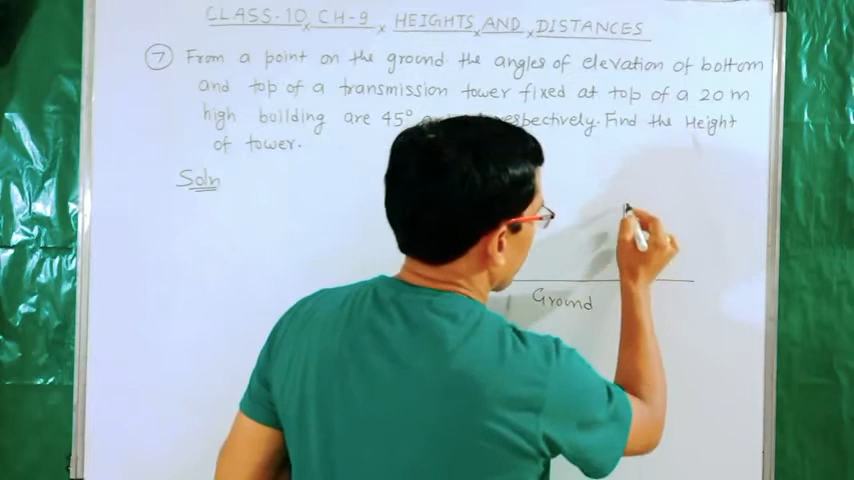 CLASS-10 CH-9 HEIGHTS AND DISTANCES
7 From a point on the ground the angles of elevation of bottom
and top of a transmission tower fixed at top of a 20 m
high building are 45° respectively. Find the Height
of tower.
Soln
Ground